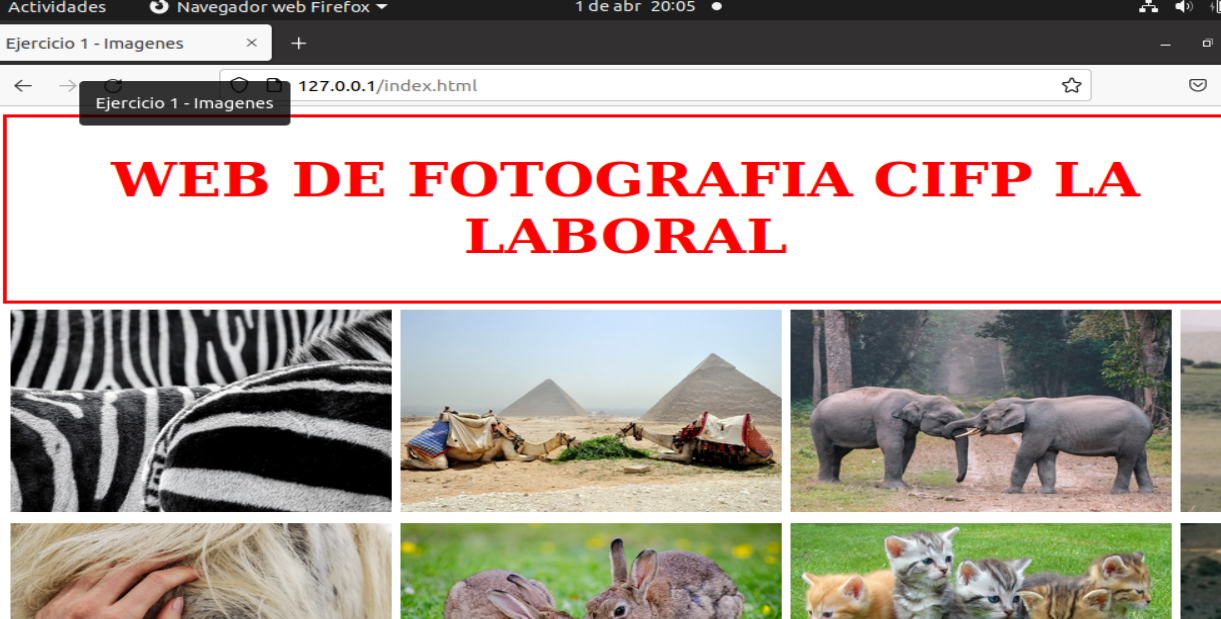 Actividades Navegador web Firefox 1 de abr 20:05
Ejercicio 1 - Imagenes
127.0.0.1/index.html
Ejercicio 1 - Imagenes
WEB DE FOTOGRAFIA CIFP LA
LABORAL